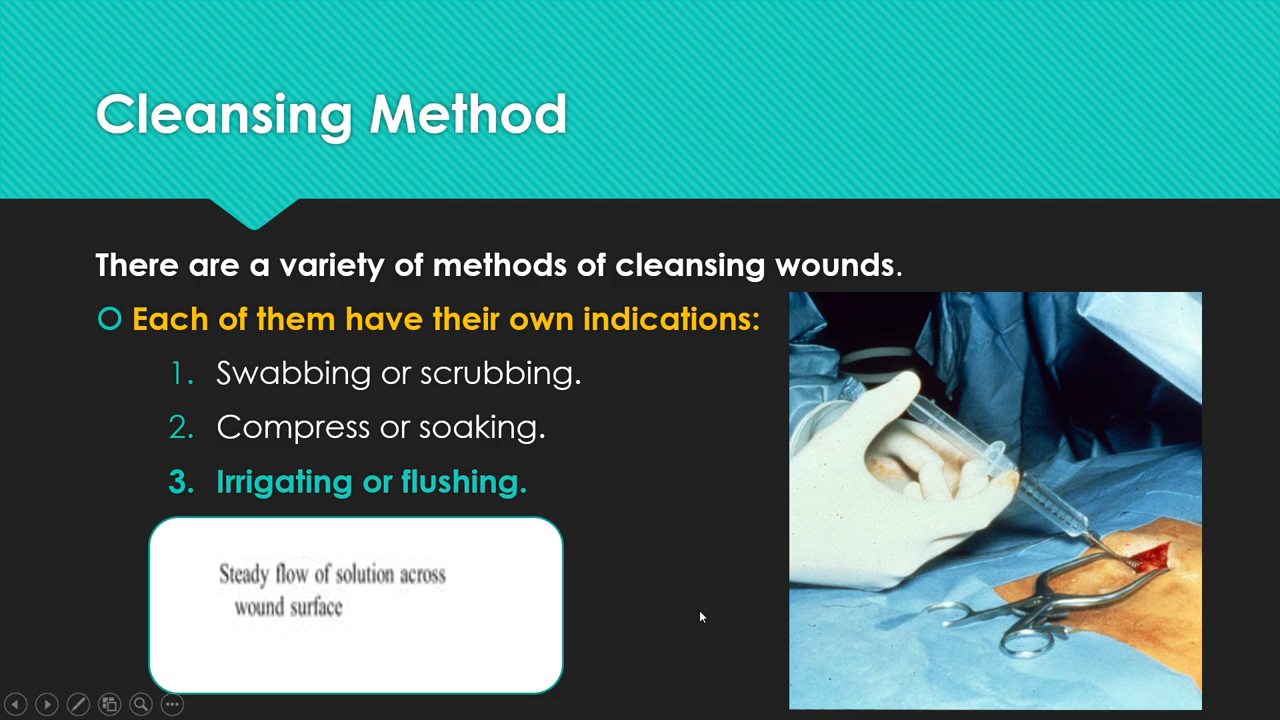 Cleansing Method
There are a variety of methods of cleansing wounds.
Each of them have their own indications:
1. Swabbing or scrubbing.
2. Compress or soaking.
3. Irrigating or flushing.
Steady flow of solution across
wound surface